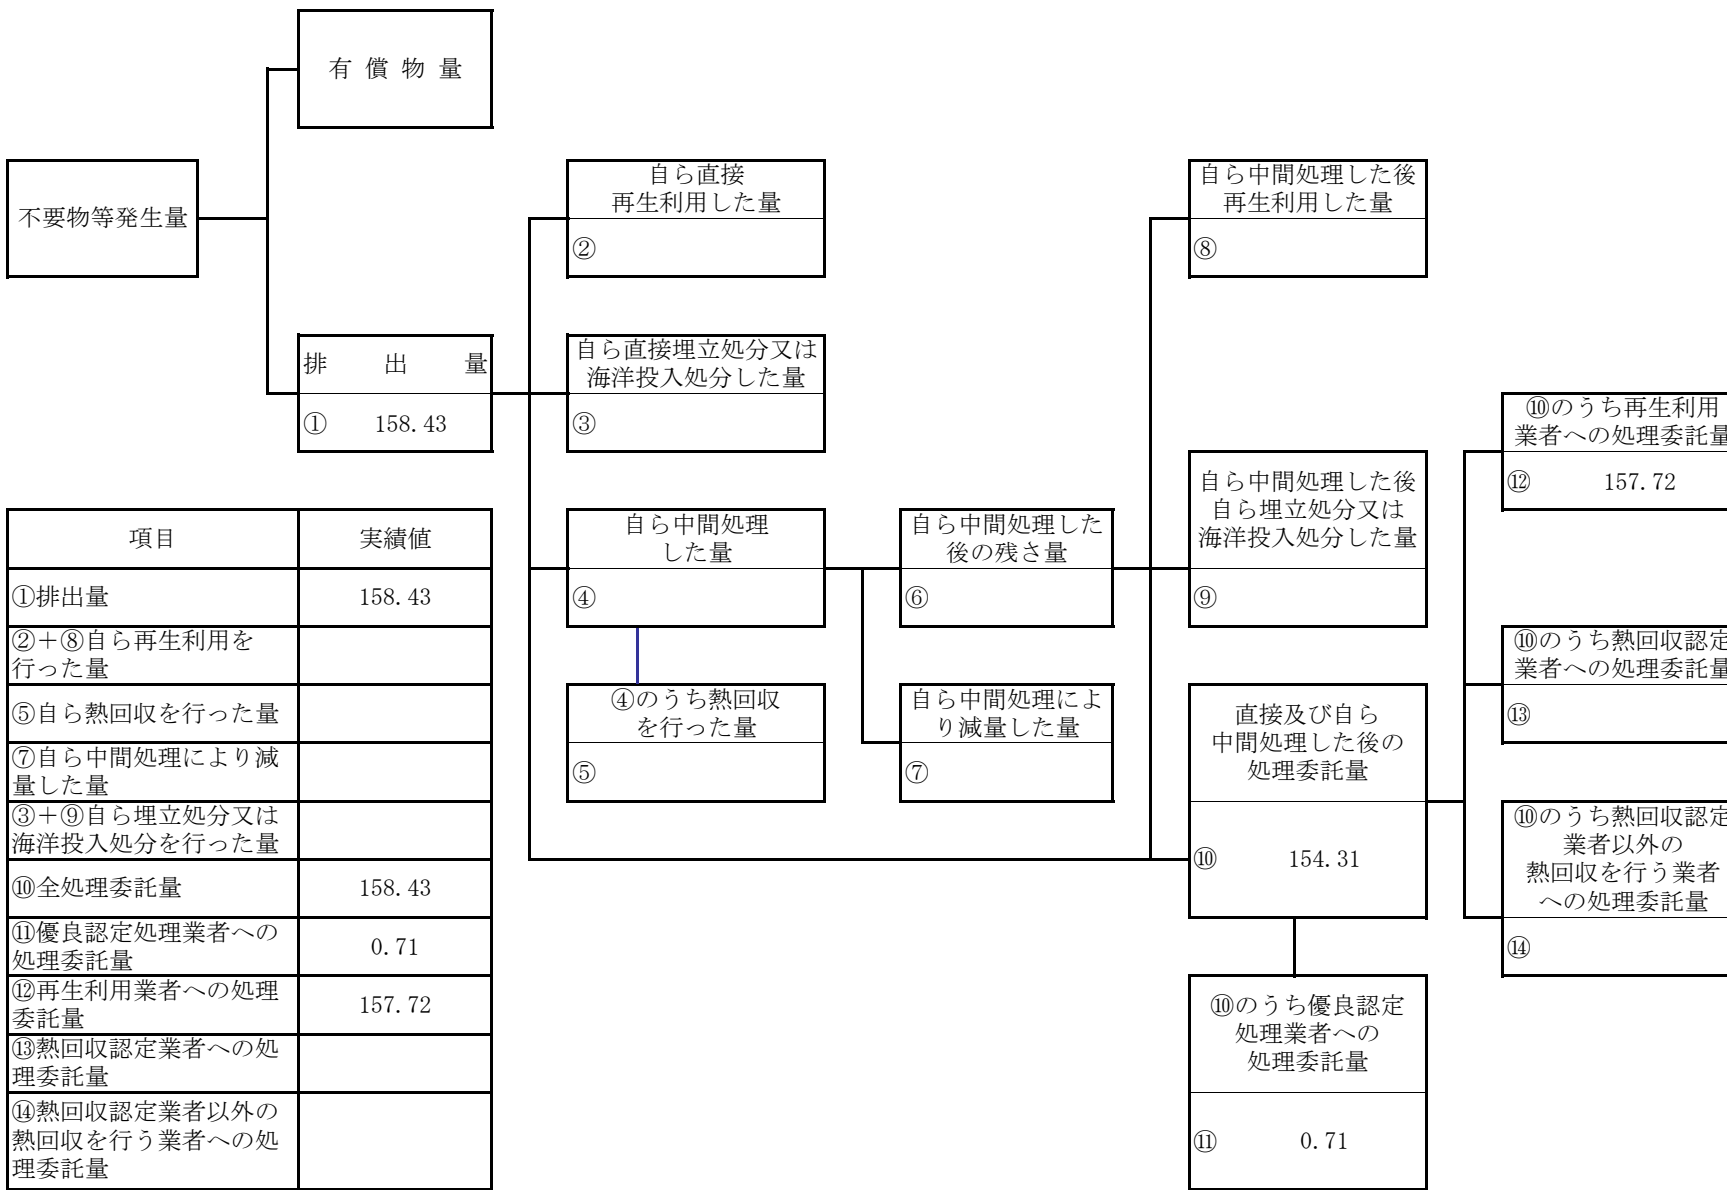 有 償 物 量
不要物等発生量
自ら直接
再生利用した量
②
自ら中間処理した後
再生利用した量
⑧
排 出 量
① 158.43
自ら直接埋立処分又は
海洋投入処分した量
③
⑩のうち再生利用
業者への処理委託量
⑫ 157.72
自ら中間処理
した量
④
自ら中間処理した
後の残さ量
⑥
自ら中間処理した後
自ら埋立処分又は
海洋投入処分した量
⑨
⑩のうち熱回収認定
業者への処理委託量
⑬
④のうち熱回収
を行った量
⑤
自ら中間処理によ
り減量した量
⑦
直接及び自ら
中間処理した後の
処理委託量
⑩ 154.31
⑩のうち熱回収認定
業者以外の
熱回収を行う業者
への処理委託量
⑭
⑩のうち優良認定
処理業者への
処理委託量
⑪ 0.71
項目 実績値
①排出量 158.43
②＋⑧自ら再生利用を
行った量
⑤自ら熱回収を行った量
⑦自ら中間処理により減
量した量
③＋⑨自ら埋立処分又は
海洋投入処分を行った量
⑩全処理委託量 158.43
⑪優良認定処理業者への
処理委託量 0.71
⑫再生利用業者への処理
委託量 157.72
⑬熱回収認定業者への処
理委託量
⑭熱回収認定業者以外の
熱回収を行う業者への処
理委託量